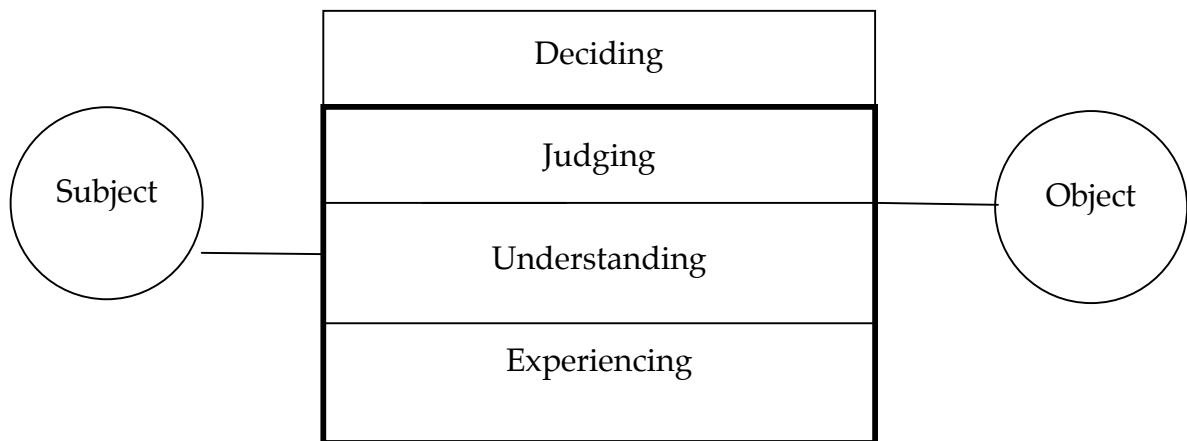 Deciding
Judging
Subject
Object
Understanding
Experiencing